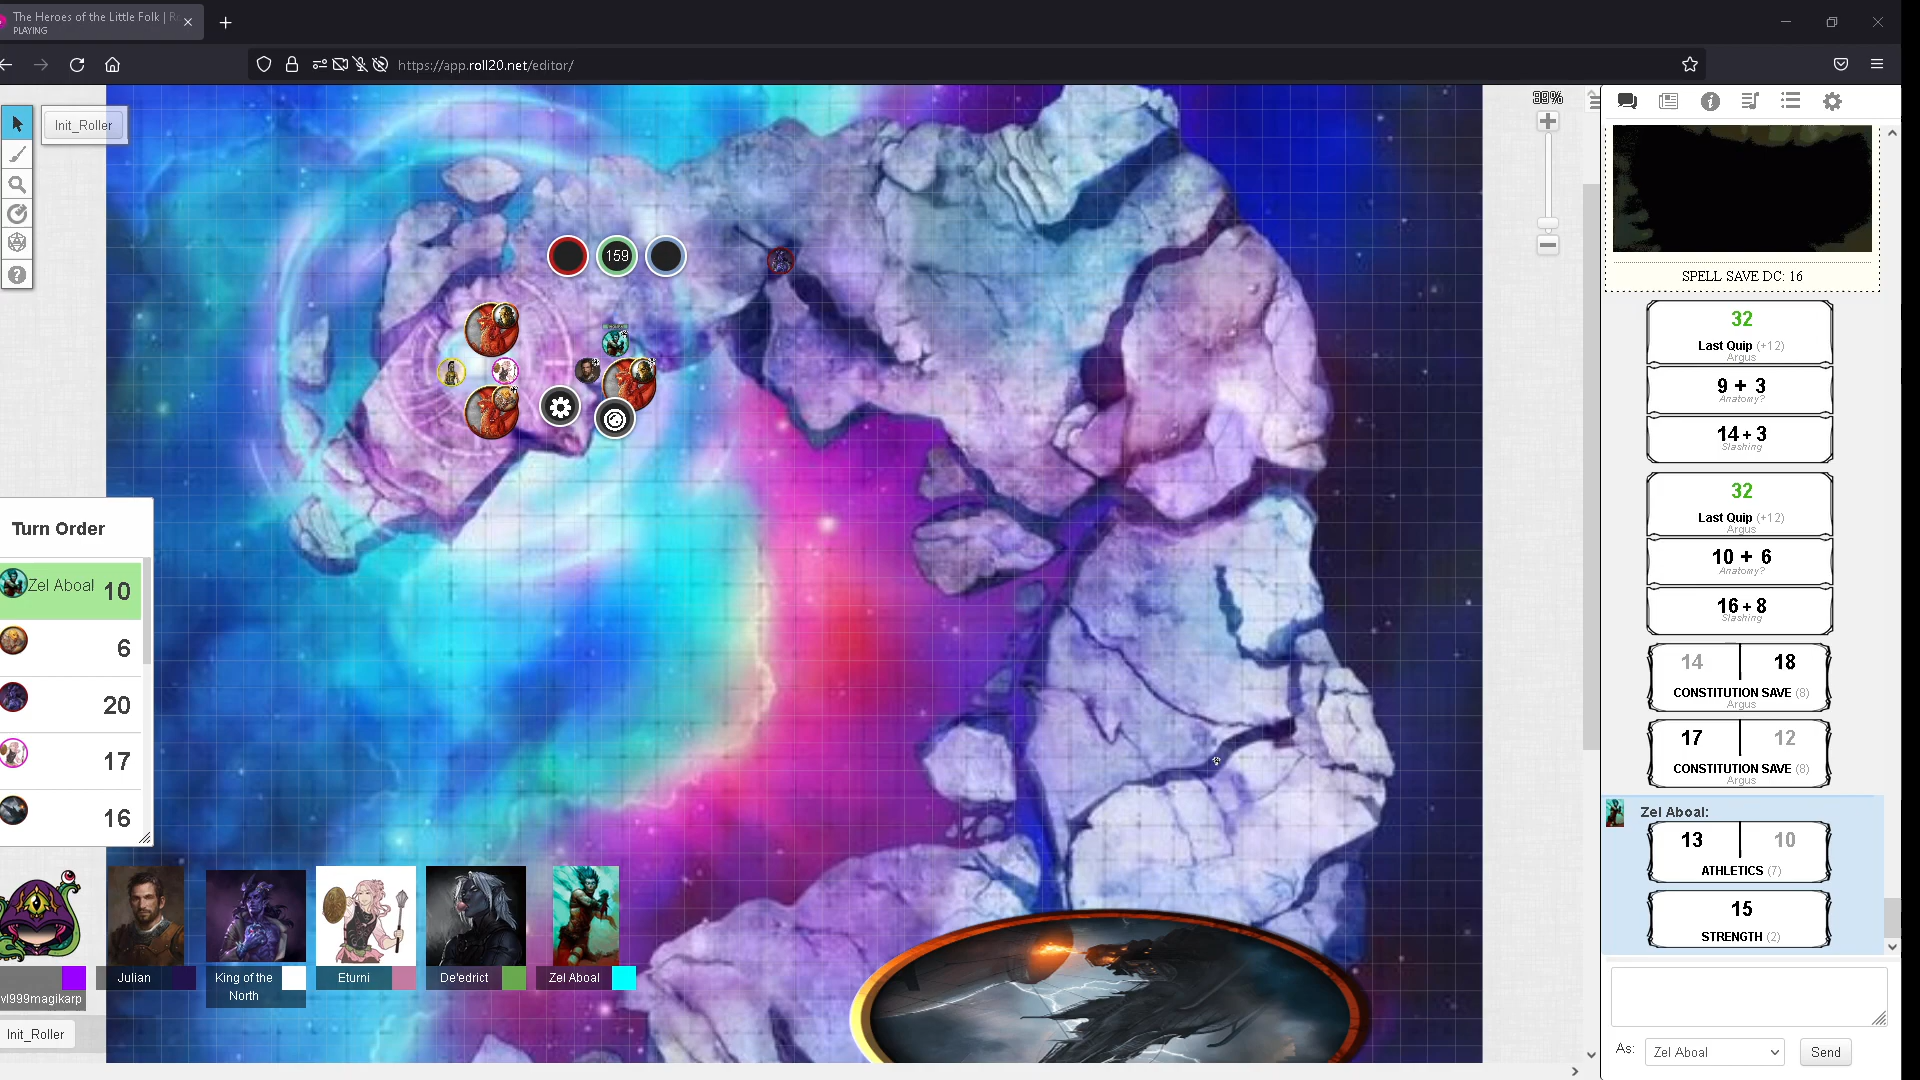 The Heroes of the Little Folk | Ro
PLAYING
https://app.roll20.net/editor/
Init_Roller
39%
159
SPELL SAVE DC: 16
32
Last Quip (+12)
Argus
9 + 3
Anatomy?
14 + 3
Slashing
32
Last Quip (+12)
Argus
10 + 6
Anatomy?
16 + 8
Slashing
14 18
CONSTITUTION SAVE (8)
Argus
17 12
CONSTITUTION SAVE (8)
Argus
Zel Aboal:
13 10
ATHLETICS (7)
15
STRENGTH (2)
Turn Order
Zel Aboal 10
6
20
17
16
vl999magikarp
Julian
King of the
North
Eturni
De'edrict
Zel Aboal
Init_Roller
As: Zel Aboal Send